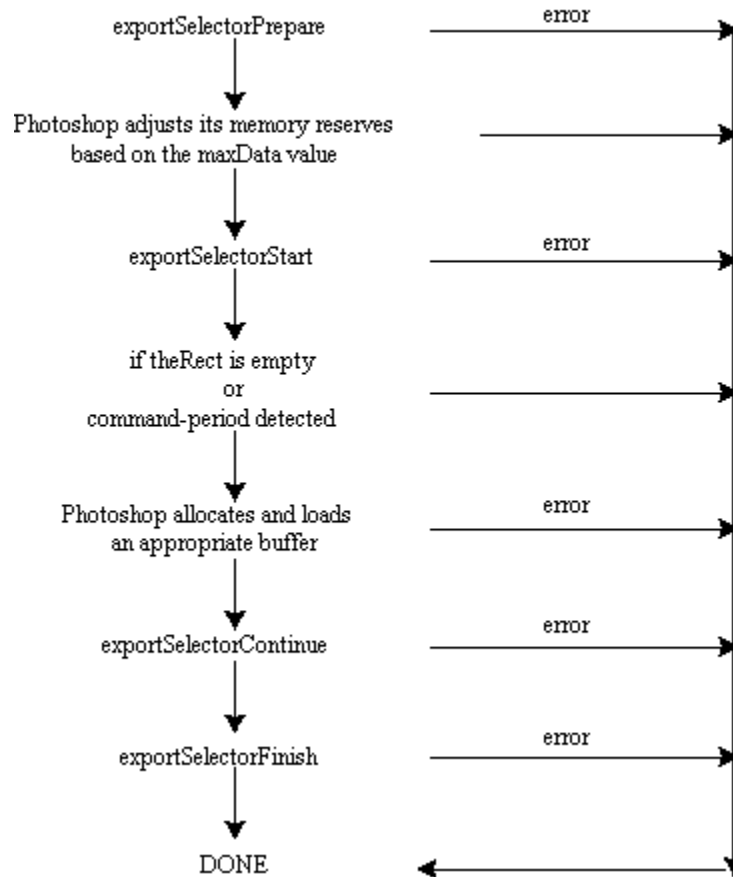 exportSelectorPrepare
error
Photoshop adjusts its memory reserves
based on the maxData value
exportSelectorStart
error
if theRect is empty
or
command-period detected
Photoshop allocates and loads
an appropriate buffer
error
exportSelectorContinue
error
exportSelectorFinish
error
DONE